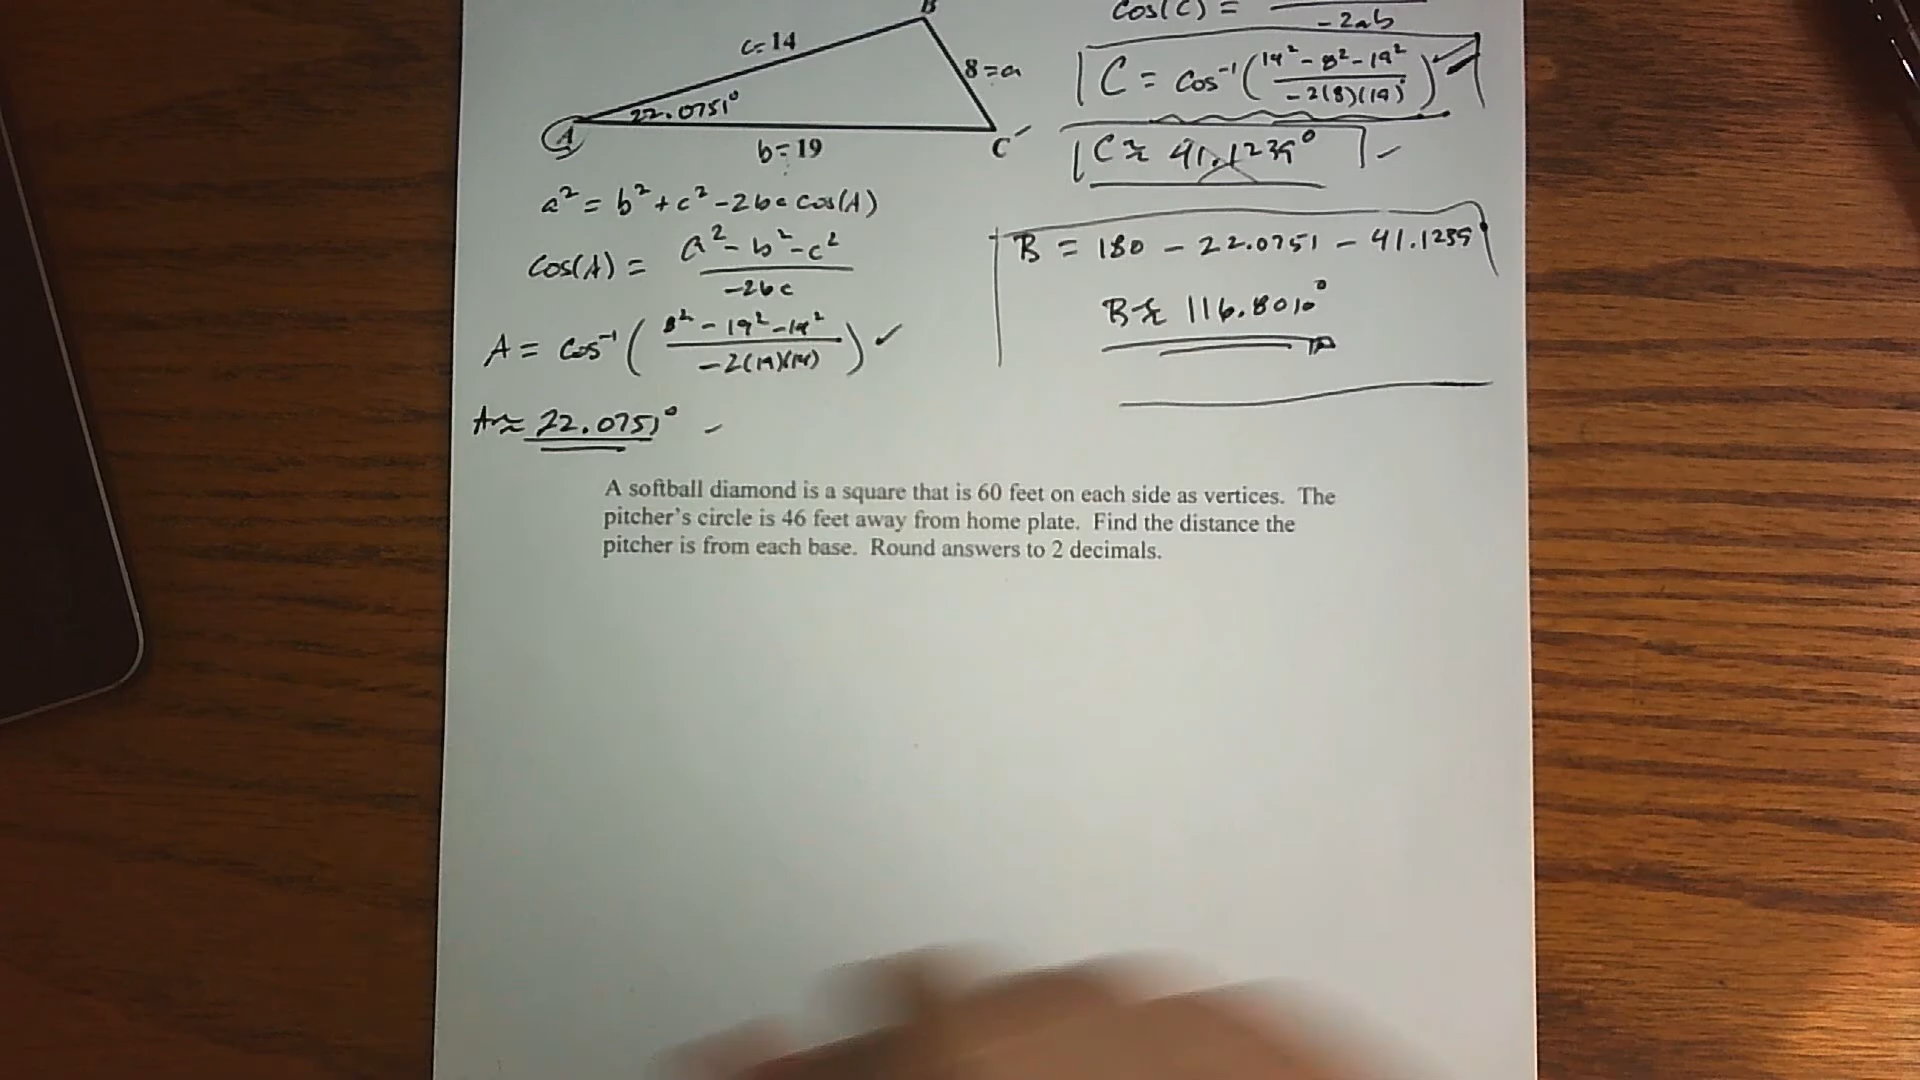 B
c=14
8=a
22.0751°
A
b=19
C
a² = b² + c² - 2bc cos(A)
cos(A) = a² - b² - c² / -2bc
A = cos⁻¹ ( 8² - 19² - 14² / -2(19)(14) ) ✓
A ≈ 22.0751°
cos(C) = / -2ab
C = cos⁻¹ ( 14² - 8² - 19² / -2(8)(19) ) ✓
C ≈ 41.1239°
B = 180 - 22.0751 - 41.1239
B ≈ 116.8010°
A softball diamond is a square that is 60 feet on each side as vertices. The
pitcher's circle is 46 feet away from home plate. Find the distance the
pitcher is from each base. Round answers to 2 decimals.